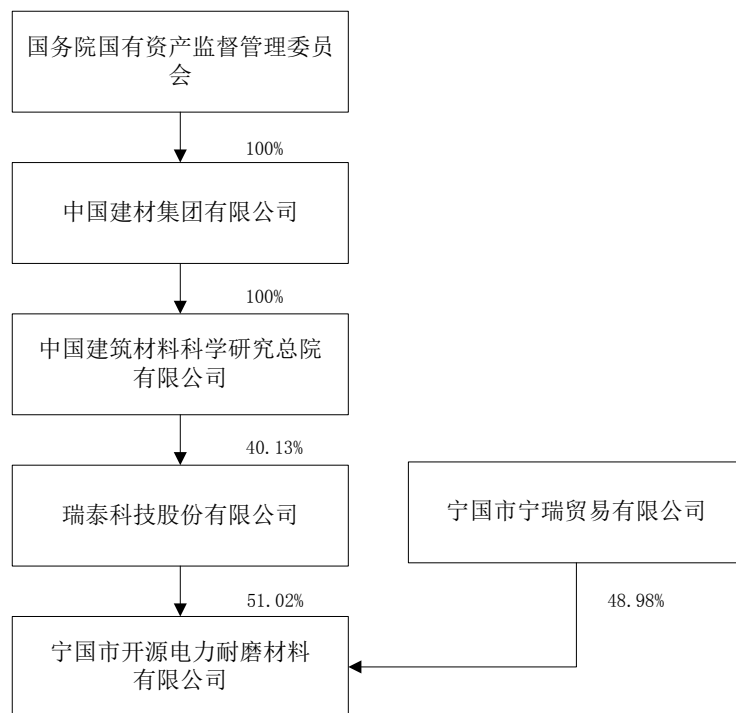 国务院国有资产监督管理委员
会
100%
中国建材集团有限公司
100%
中国建筑材料科学研究总院
有限公司
40.13%
瑞泰科技股份有限公司
宁国市宁瑞贸易有限公司
51.02%
48.98%
宁国市开源电力耐磨材料
有限公司